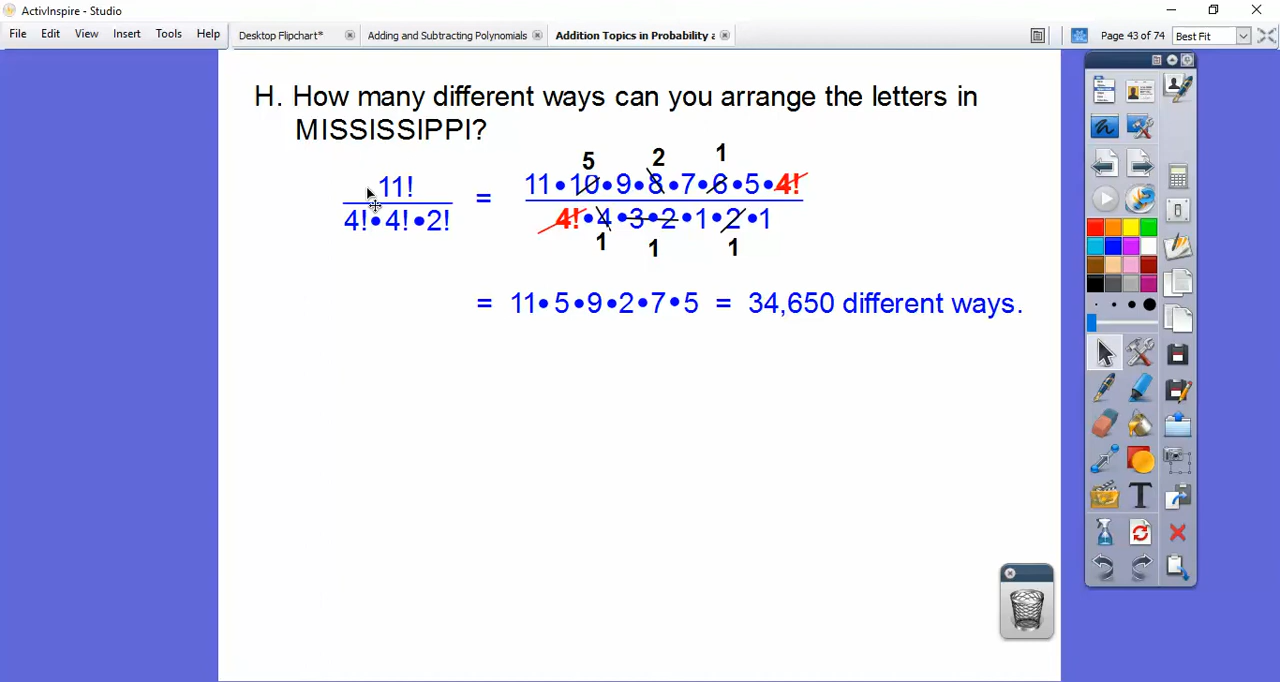 ActivInspire - Studio
File Edit View Insert Tools Help
Desktop Flipchart* Adding and Subtracting Polynomials Addition Topics in Probability a Page 43 of 74 Best Fit
H. How many different ways can you arrange the letters in
MISSISSIPPI?
5 2 1
11! = 11•10•9•8•7•6•5•4!
4!•4!•2! 4!•4•3•2•1•2•1
1 1 1
= 11•5•9•2•7•5 = 34,650 different ways.
T